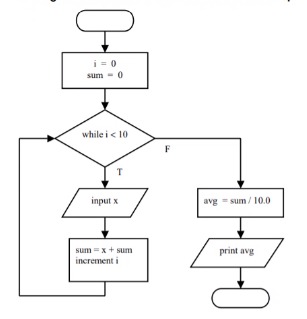 i = 0
sum = 0
while i < 10
F
T
input x
sum = x + sum
increment i
avg = sum / 10.0
print avg